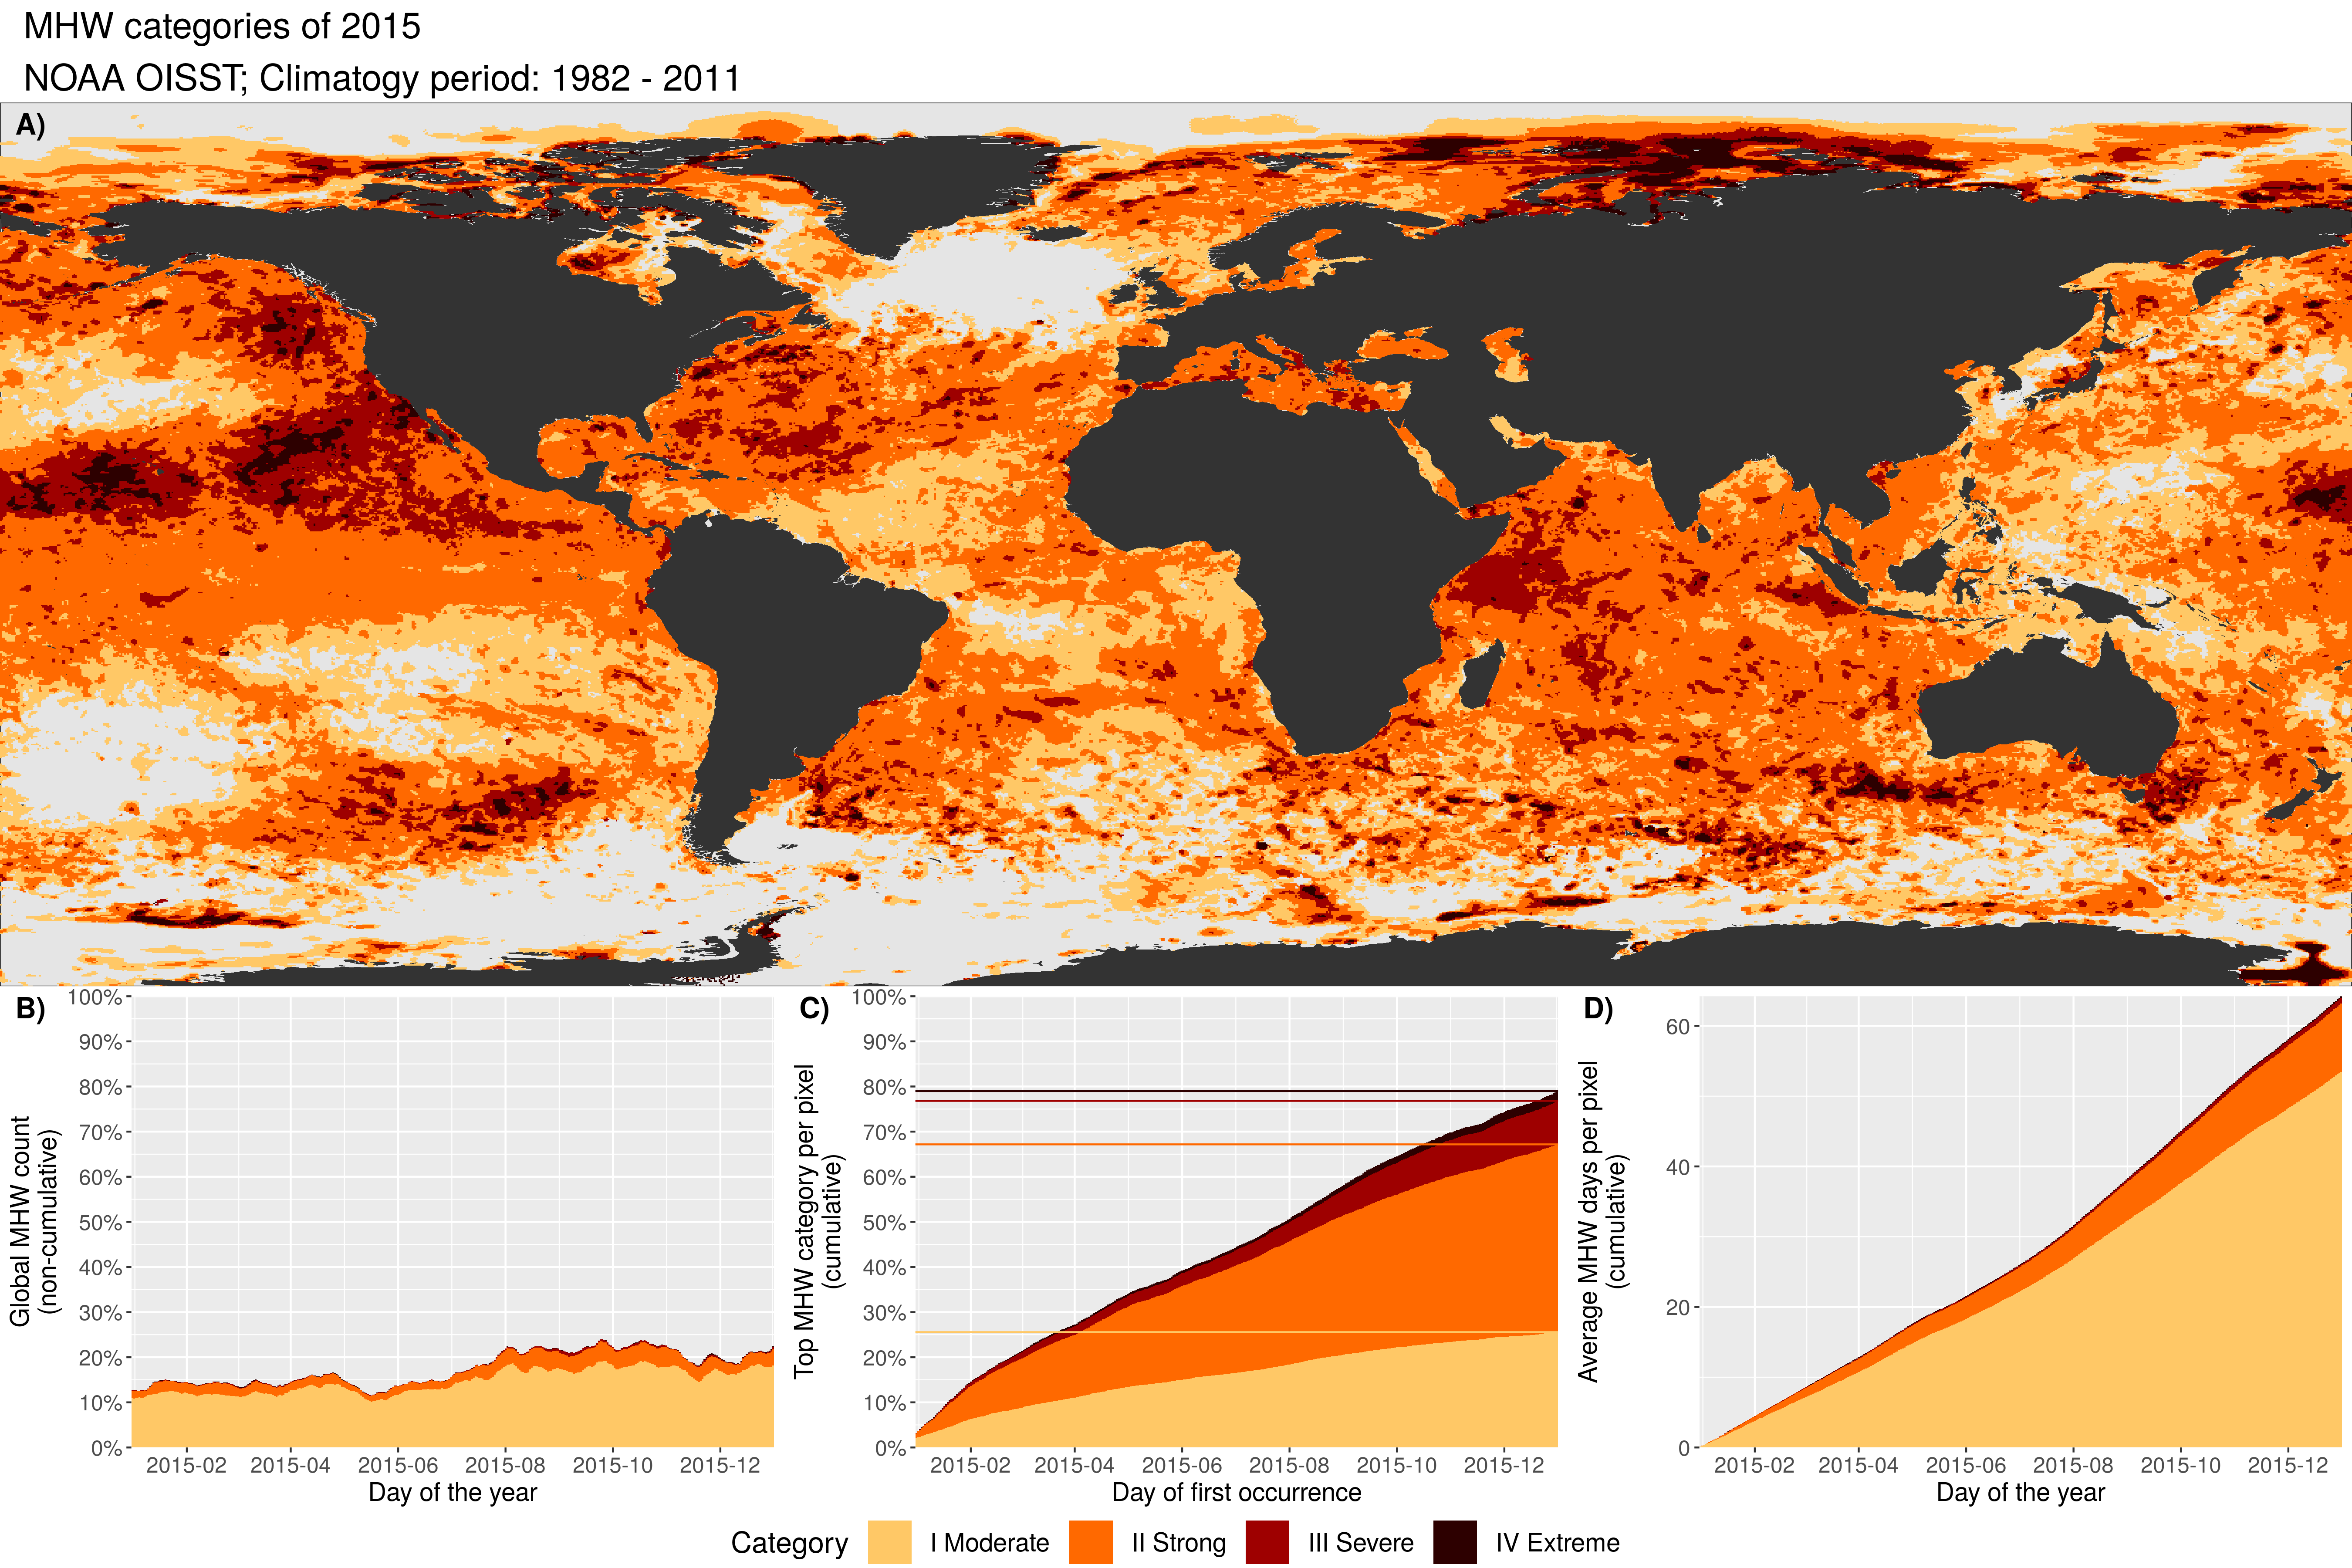 MHW categories of 2015
NOAA OISST; Climatogy period: 1982 - 2011
A)
B)
Global MHW count
(non-cumulative)
100%
90%
80%
70%
60%
50%
40%
30%
20%
10%
0%
2015-02 2015-04 2015-06 2015-08 2015-10 2015-12
Day of the year
C)
Top MHW category per pixel
(cumulative)
100%
90%
80%
70%
60%
50%
40%
30%
20%
10%
0%
2015-02 2015-04 2015-06 2015-08 2015-10 2015-12
Day of first occurrence
D)
Average MHW days per pixel
(cumulative)
60
40
20
0
2015-02 2015-04 2015-06 2015-08 2015-10 2015-12
Day of the year
Category I Moderate II Strong III Severe IV Extreme